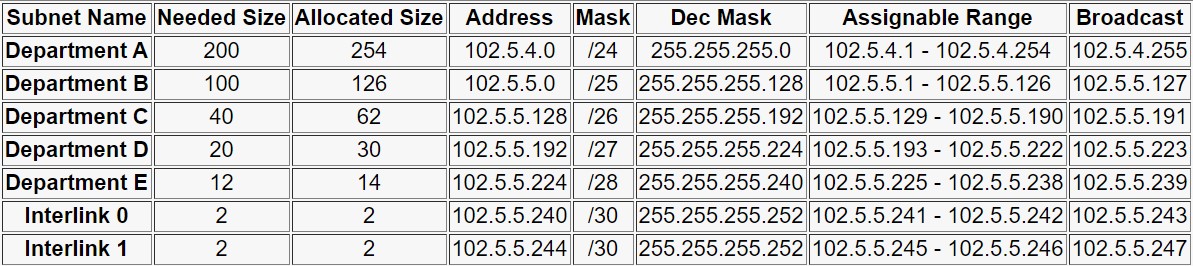 Subnet Name Needed Size Allocated Size Address Mask Dec Mask Assignable Range Broadcast
Department A 200 254 102.5.4.0 /24 255.255.255.0 102.5.4.1 - 102.5.4.254 102.5.4.255
Department B 100 126 102.5.5.0 /25 255.255.255.128 102.5.5.1 - 102.5.5.126 102.5.5.127
Department C 40 62 102.5.5.128 /26 255.255.255.192 102.5.5.129 - 102.5.5.190 102.5.5.191
Department D 20 30 102.5.5.192 /27 255.255.255.224 102.5.5.193 - 102.5.5.222 102.5.5.223
Department E 12 14 102.5.5.224 /28 255.255.255.240 102.5.5.225 - 102.5.5.238 102.5.5.239
Interlink 0 2 2 102.5.5.240 /30 255.255.255.252 102.5.5.241 - 102.5.5.242 102.5.5.243
Interlink 1 2 2 102.5.5.244 /30 255.255.255.252 102.5.5.245 - 102.5.5.246 102.5.5.247